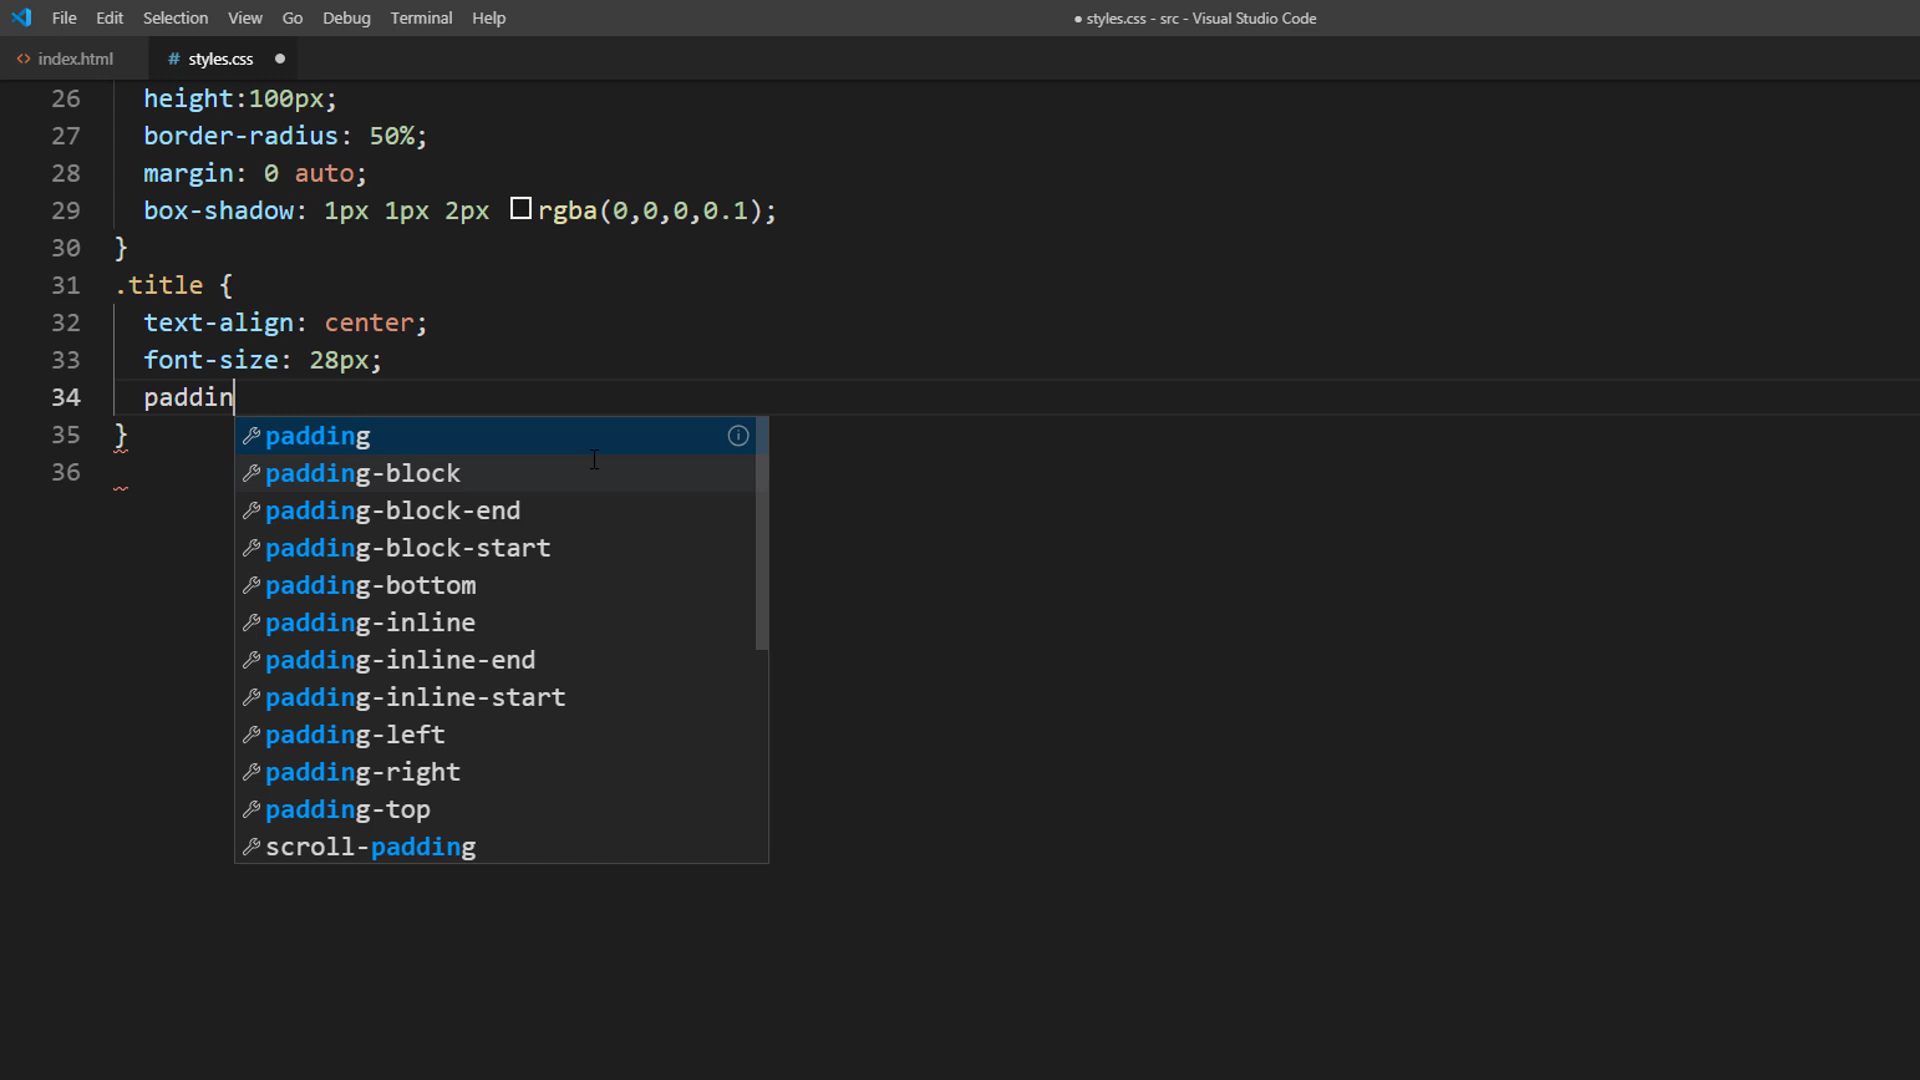 File Edit Selection View Go Debug Terminal Help
● styles.css - src - Visual Studio Code
<> index.html # styles.css ●
26 height:100px;
27 border-radius: 50%;
28 margin: 0 auto;
29 box-shadow: 1px 1px 2px rgba(0,0,0,0.1);
30 }
31 .title {
32 text-align: center;
33 font-size: 28px;
34 paddin
35 }
36
padding
padding-block
padding-block-end
padding-block-start
padding-bottom
padding-inline
padding-inline-end
padding-inline-start
padding-left
padding-right
padding-top
scroll-padding